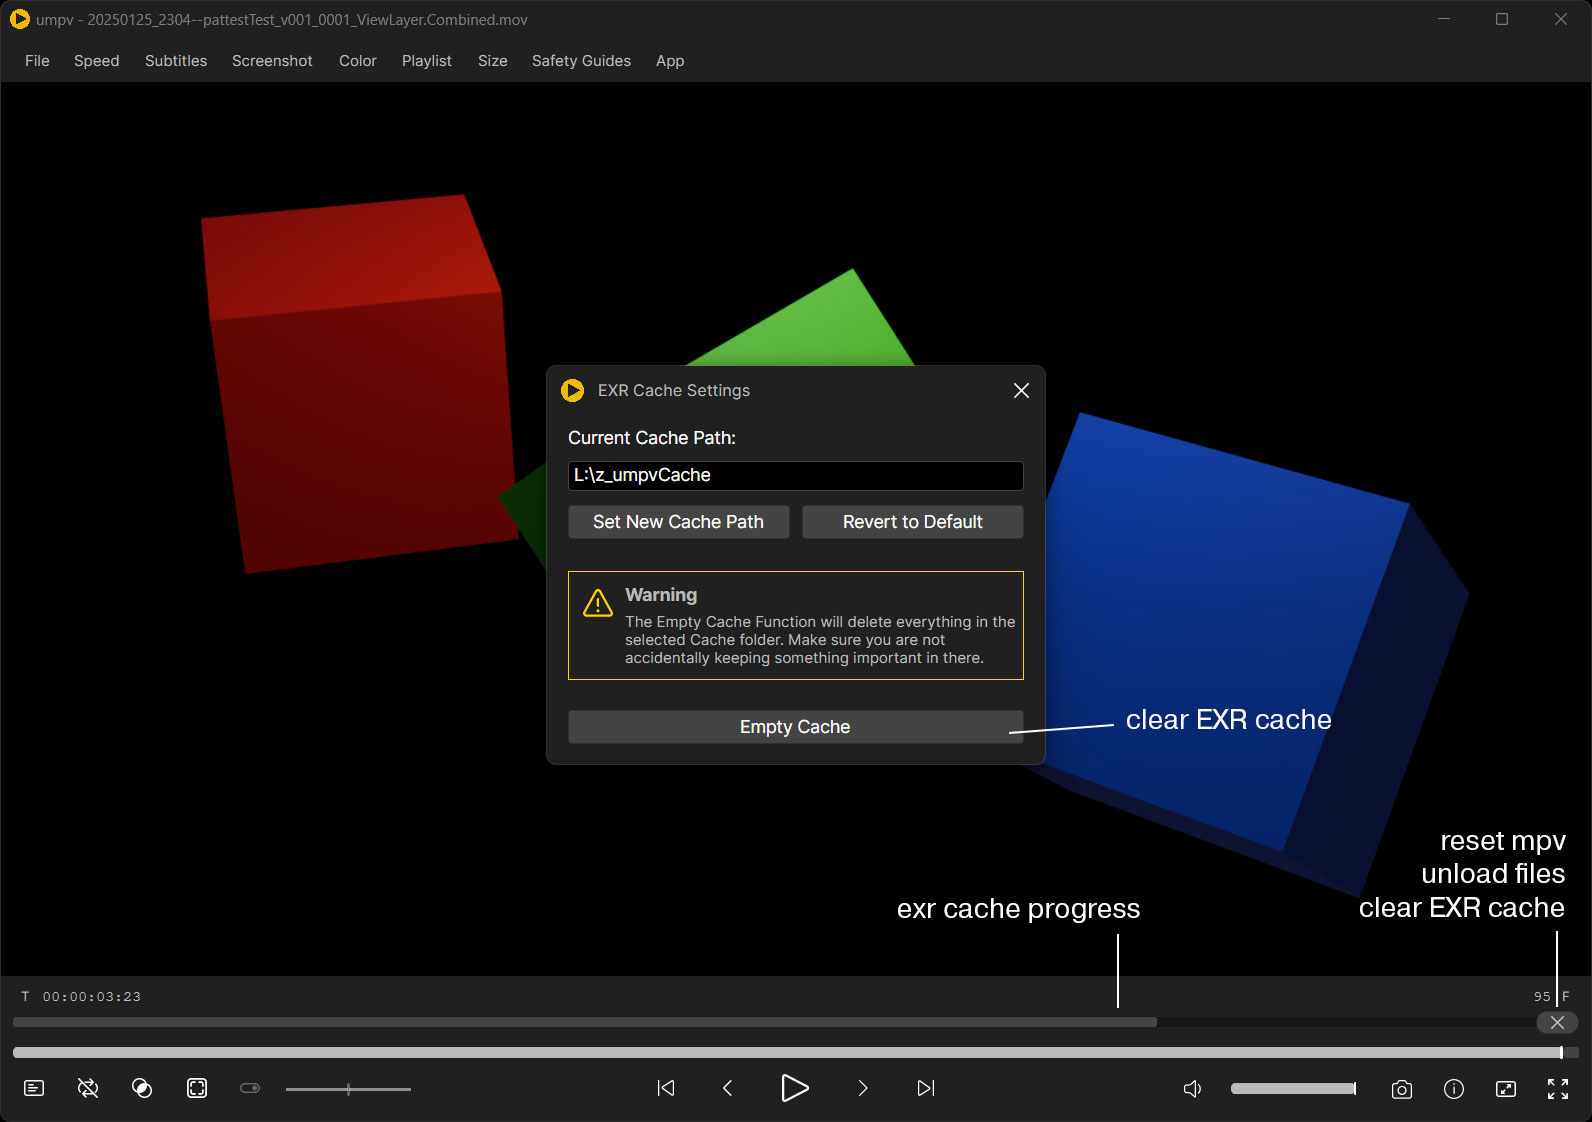 umpv - 20250125_2304--pattestTest_v001_0001_ViewLayer.Combined.mov
File Speed Subtitles Screenshot Color Playlist Size Safety Guides App
EXR Cache Settings
Current Cache Path:
L:\z_umpvCache
Set New Cache Path Revert to Default
Warning
The Empty Cache Function will delete everything in the
selected Cache folder. Make sure you are not
accidentally keeping something important in there.
Empty Cache
clear EXR cache
reset mpv
unload files
clear EXR cache
exr cache progress
T 00:00:03:23
95 F